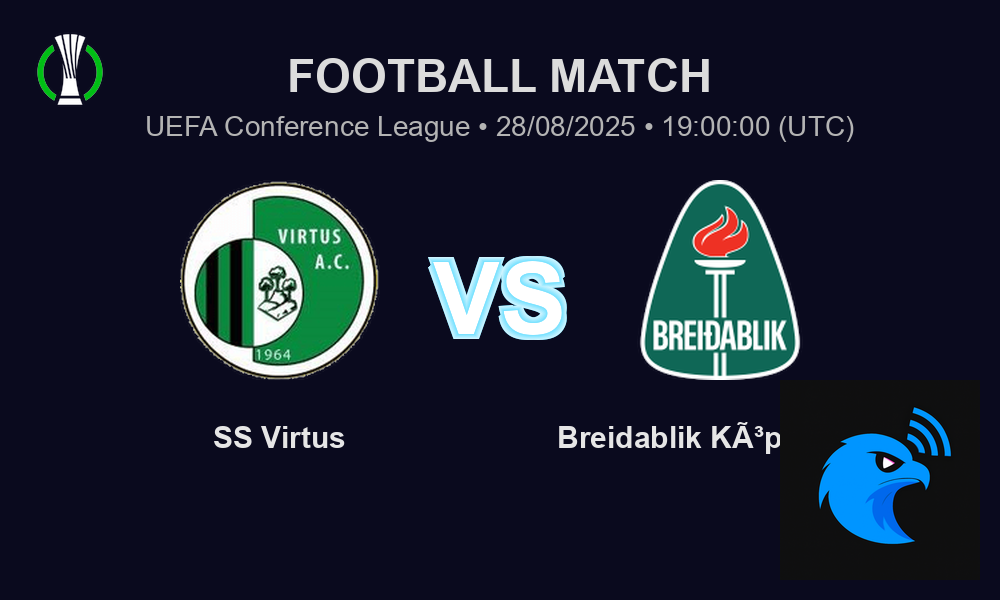 FOOTBALL MATCH
UEFA Conference League • 28/08/2025 • 19:00:00 (UTC)
VIRTUS
A.C.
1964
VS
BREIÐABLIK
SS Virtus
Breidablik KÃ³p